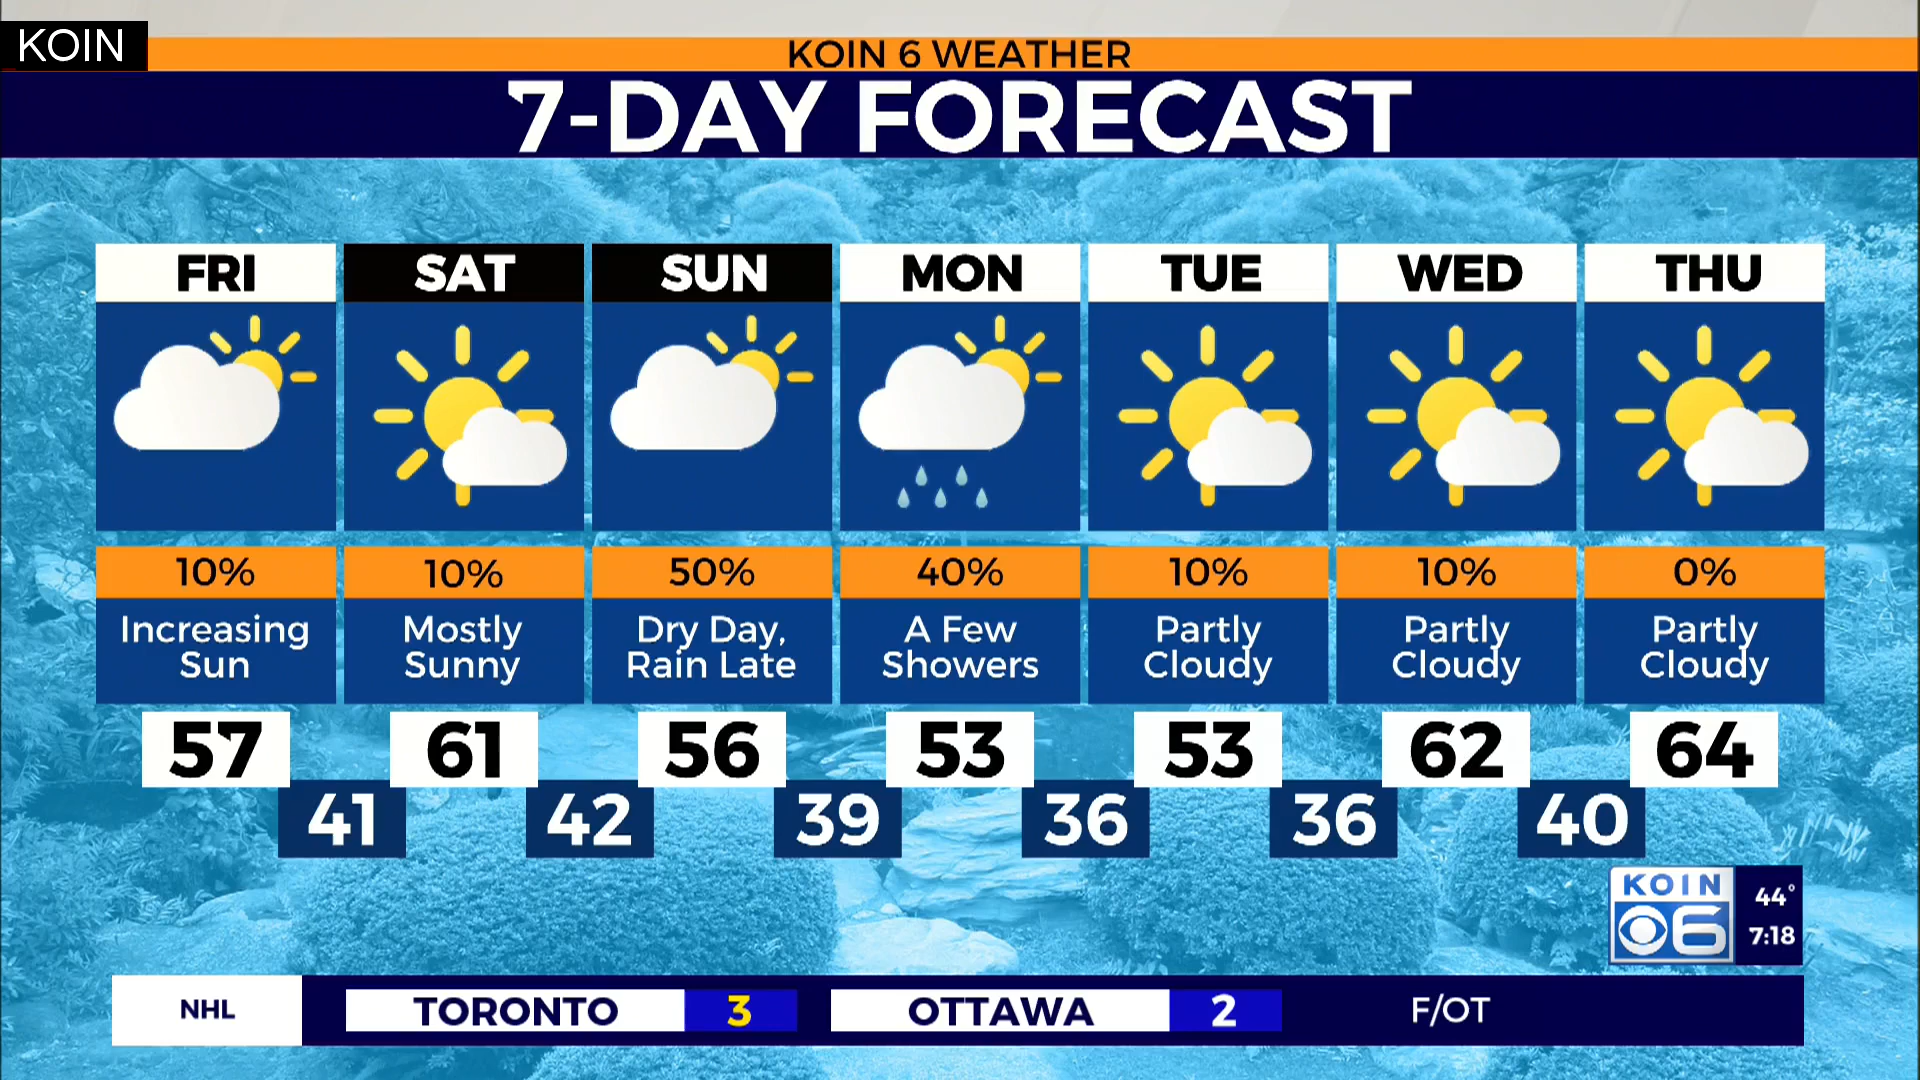 KOIN
KOIN 6 WEATHER
7-DAY FORECAST
FRI SAT SUN MON TUE WED THU
10% 10% 50% 40% 10% 10% 0%
Increasing Mostly Dry Day, A Few Partly Partly Partly
Sun Sunny Rain Late Showers Cloudy Cloudy Cloudy
57 61 56 53 53 62 64
41 42 39 36 36 40
KOIN 44°
6 7:18
NHL TORONTO 3 OTTAWA 2 F/OT